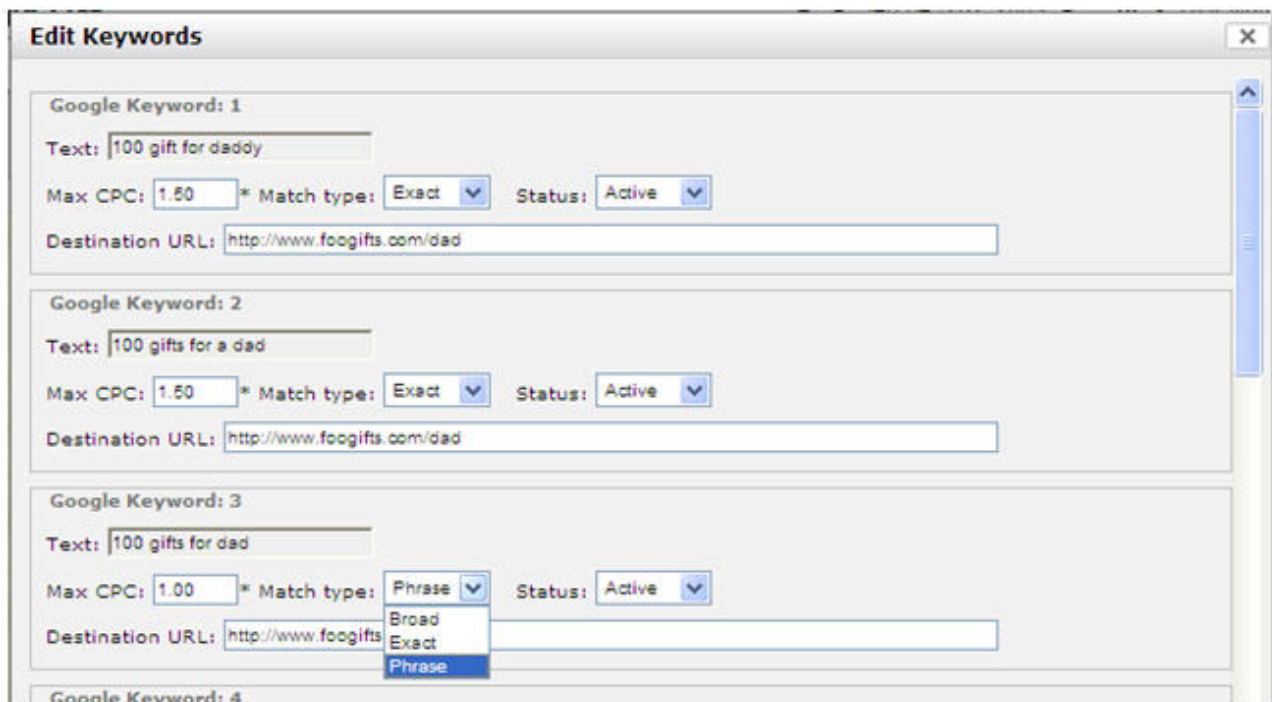 Edit Keywords
Google Keyword: 1
Text: 100 gift for daddy
Max CPC: 1.50 * Match type: Exact Status: Active
Destination URL: http://www.foogifts.com/dad
Google Keyword: 2
Text: 100 gifts for a dad
Max CPC: 1.50 * Match type: Exact Status: Active
Destination URL: http://www.foogifts.com/dad
Google Keyword: 3
Text: 100 gifts for dad
Max CPC: 1.00 * Match type: Phrase Status: Active
Broad
Destination URL: http://www.foogifts
Exact
Phrase
Google Keyword: 4